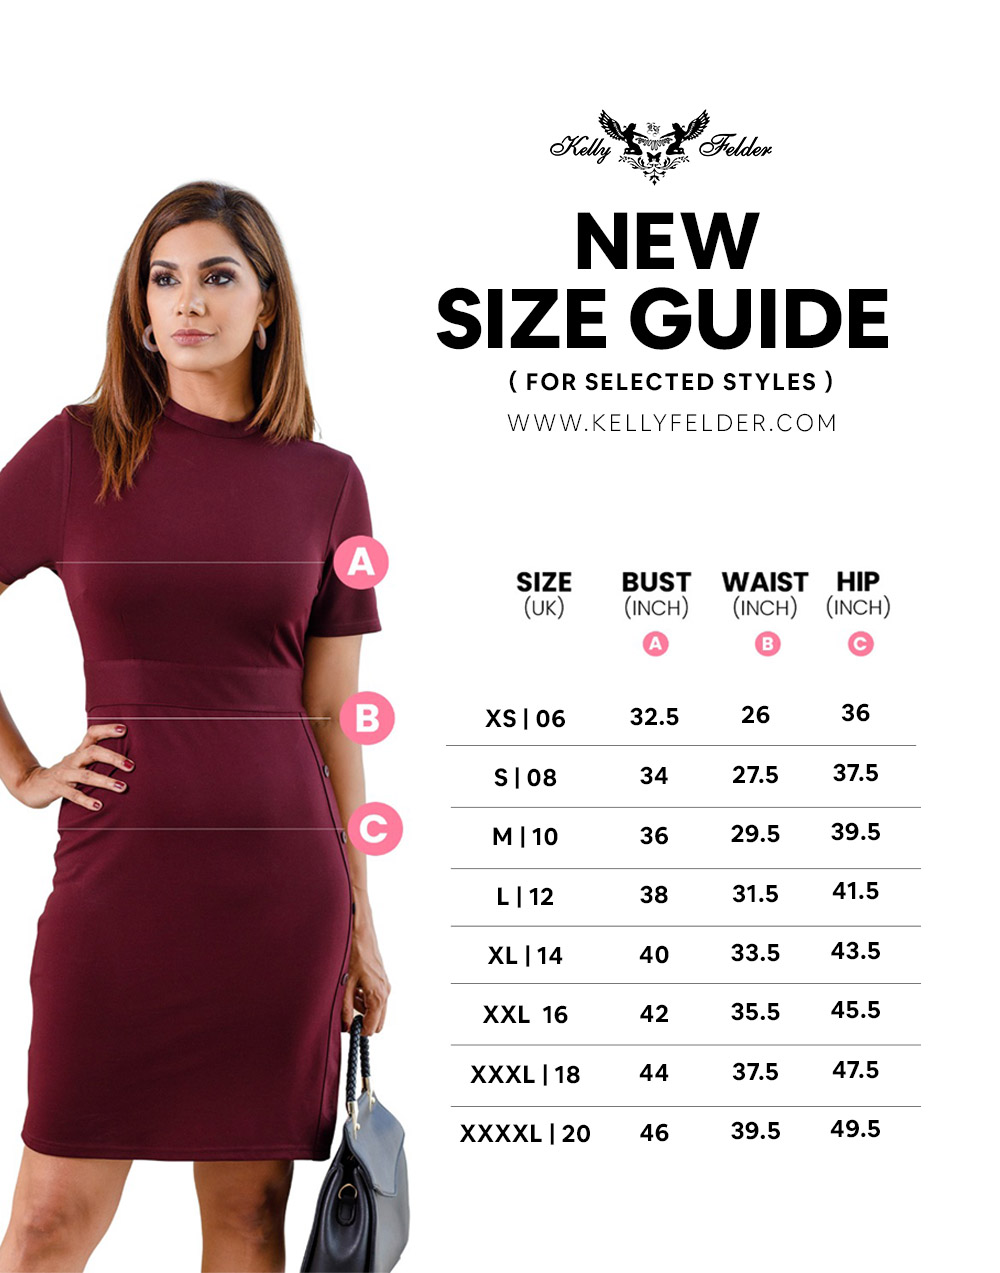 Kelly Felder
NEW
SIZE GUIDE
( FOR SELECTED STYLES )
WWW.KELLYFELDER.COM
A
B
C
SIZE BUST WAIST HIP
(UK) (INCH) (INCH) (INCH)
A B C
XS | 06 32.5 26 36
S | 08 34 27.5 37.5
M | 10 36 29.5 39.5
L | 12 38 31.5 41.5
XL | 14 40 33.5 43.5
XXL 16 42 35.5 45.5
XXXL | 18 44 37.5 47.5
XXXXL | 20 46 39.5 49.5